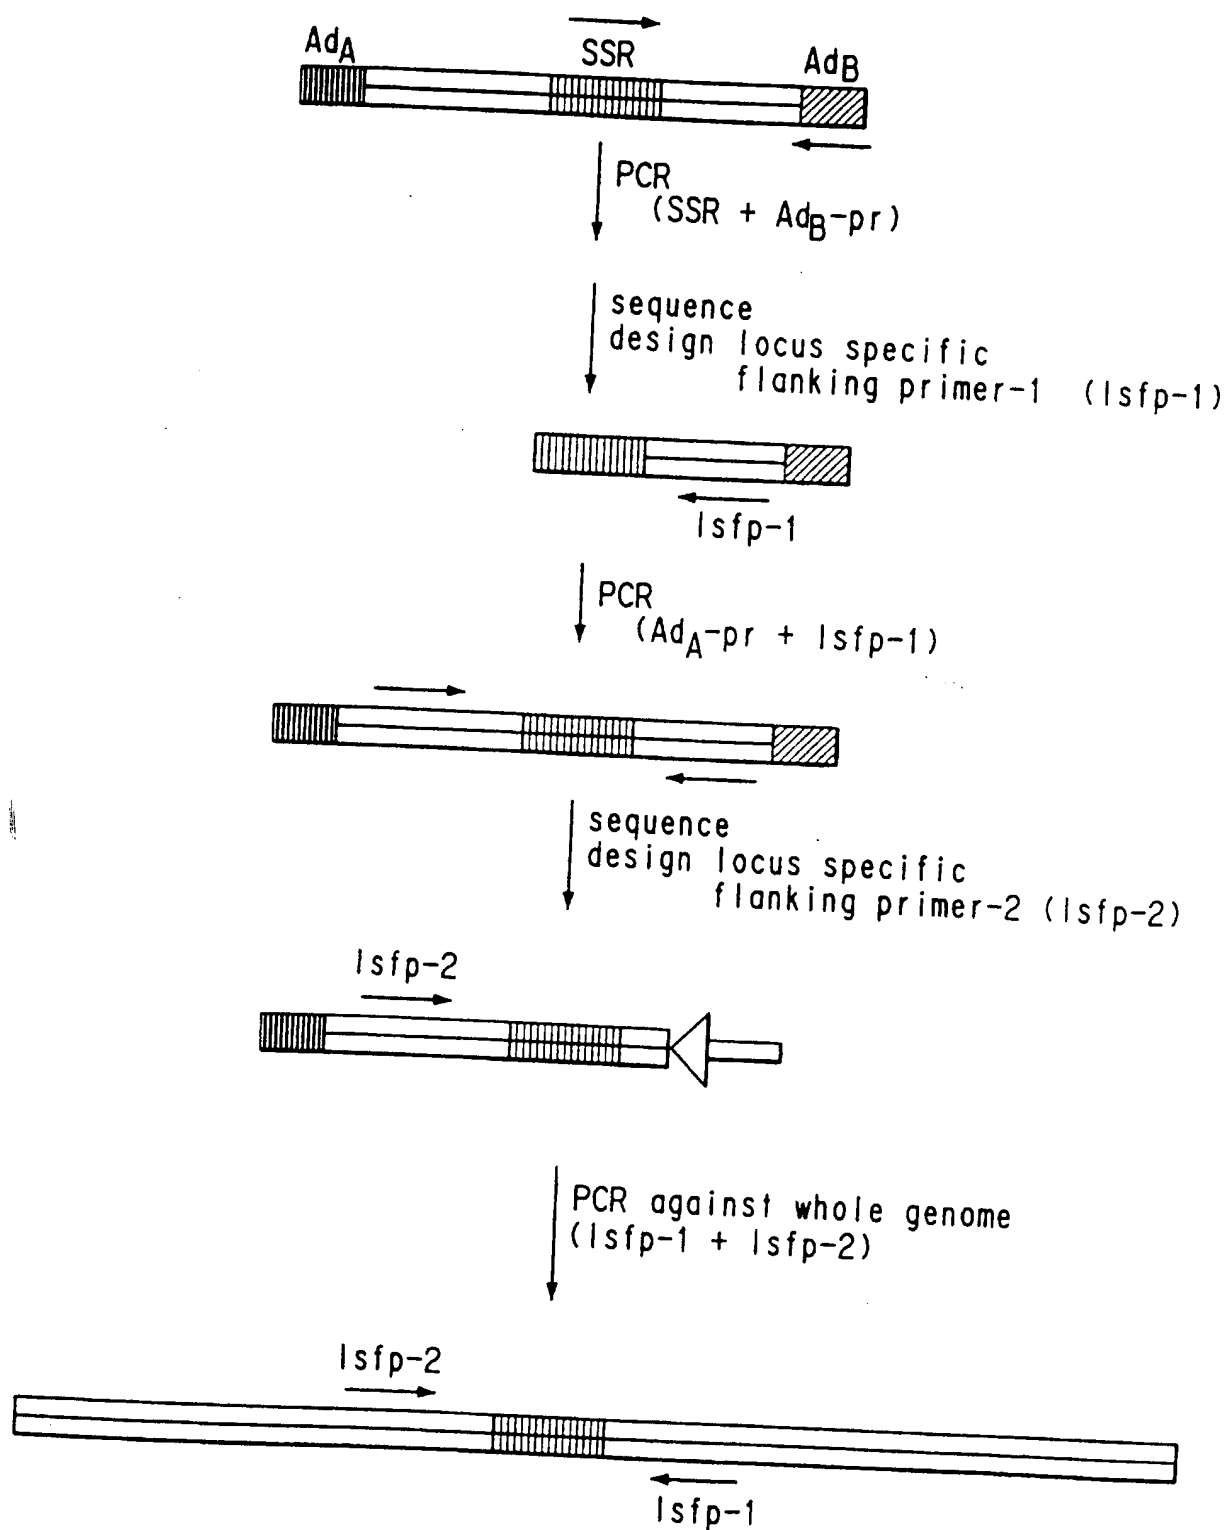 AdA
SSR
AdB
PCR
(SSR + AdB-pr)
sequence
design locus specific
flanking primer-1 (lsfp-1)
lsfp-1
PCR
(AdA-pr + lsfp-1)
sequence
design locus specific
flanking primer-2 (lsfp-2)
lsfp-2
PCR against whole genome
(lsfp-1 + lsfp-2)
lsfp-2
lsfp-1